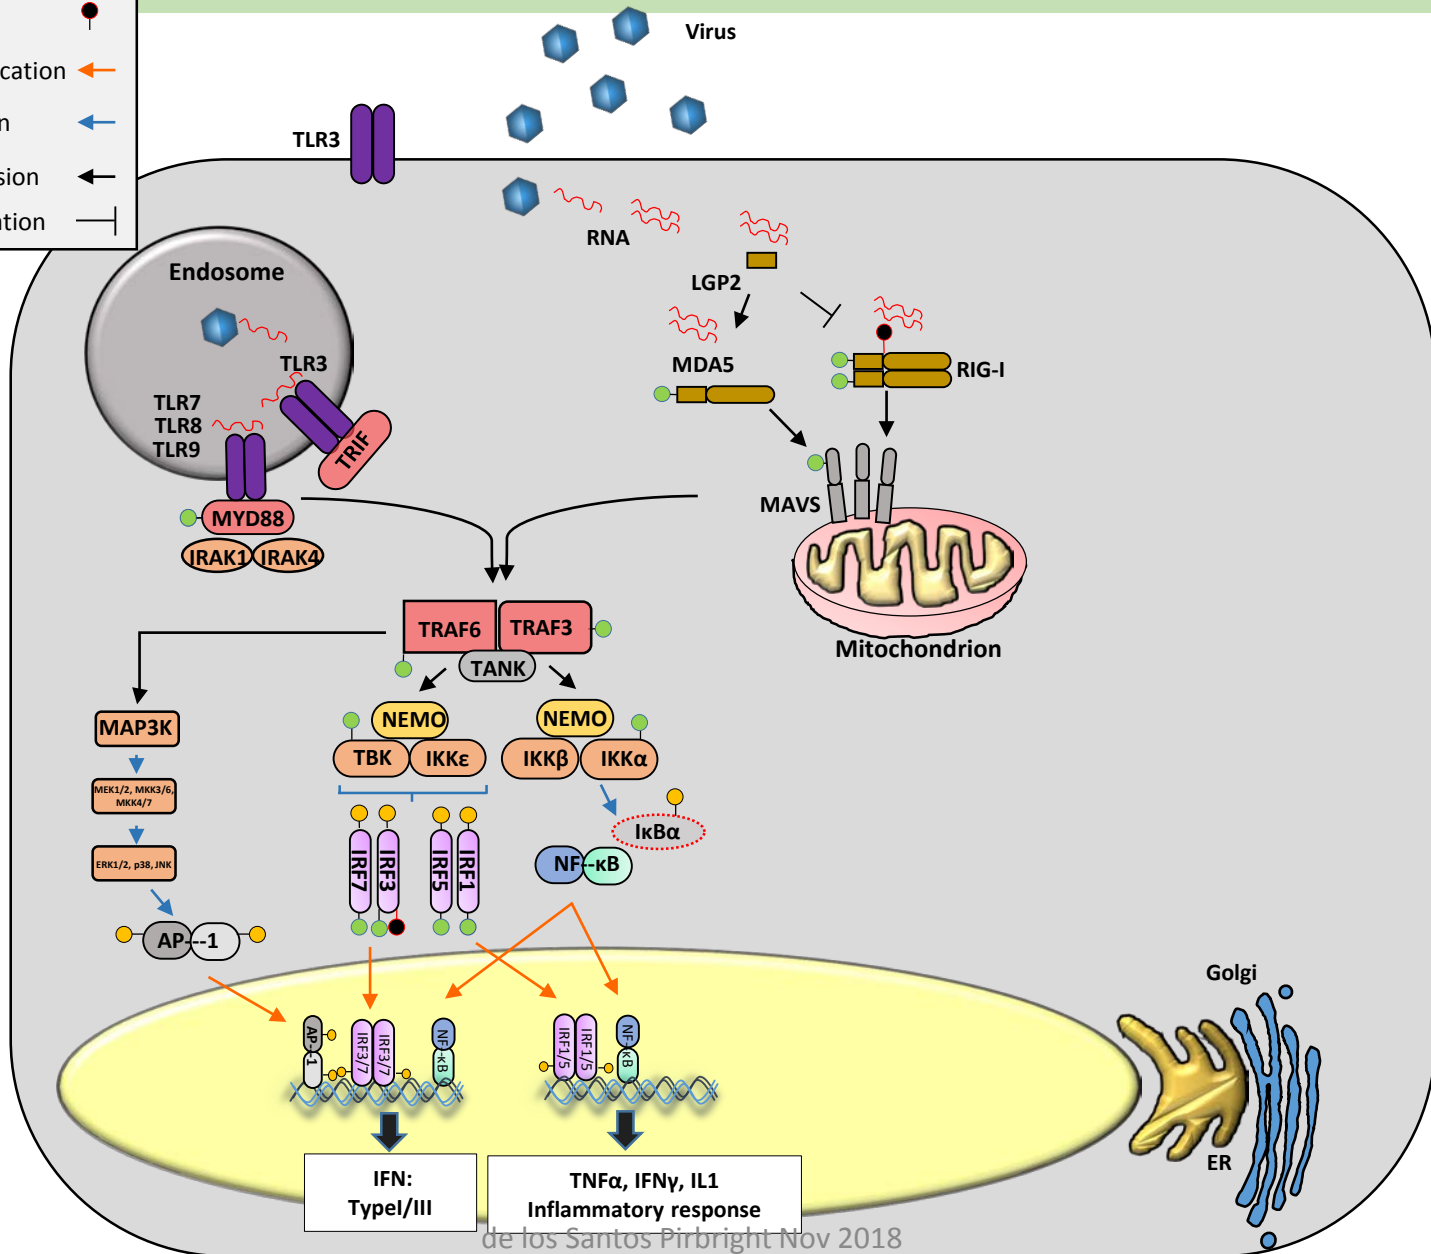 Virus
cation
n
sion
ation
TLR3
RNA
Endosome
LGP2
TLR3
MDA5
RIG-I
TLR7
TLR8
TLR9
TRIF
MAVS
MYD88
IRAK1 IRAK4
Mitochondrion
TRAF6 TRAF3
TANK
MAP3K
NEMO
NEMO
TBK IKKε
IKKβ IKKα
MEK1/2, MKK3/6,
MKK4/7
IκBα
ERK1/2, p38, JNK
IRF7 IRF3 IRF5 IRF1
NF-‐κB
AP-‐‑1
Golgi
AP-‐1
IRF3/7 IRF3/7
NF-κB
IRF1/5 IRF1/5
NF-κB
ER
IFN:
TypeI/III
TNFα, IFNγ, IL1
Inflammatory response
de los Santos Pirbright Nov 2018